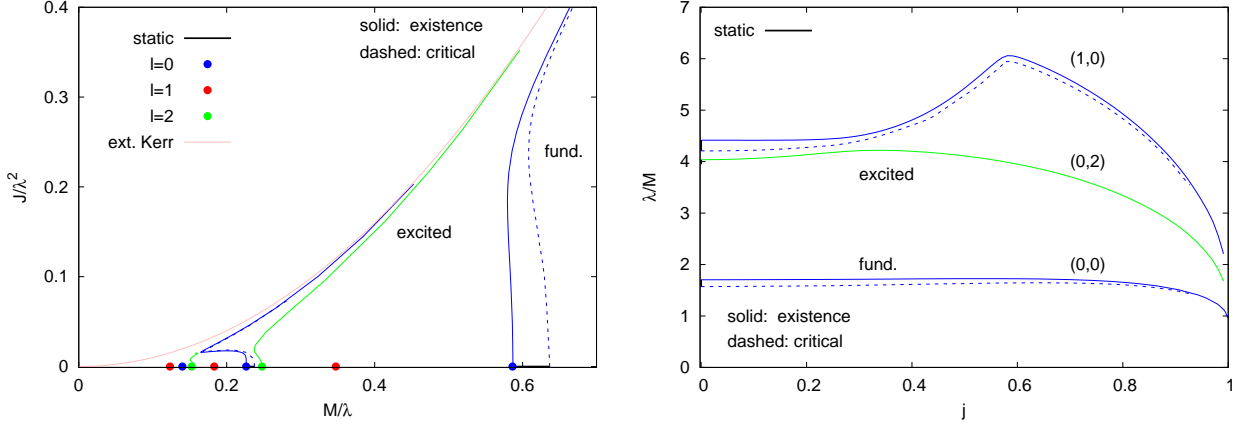 solid: existence
dashed: critical
static
l=0
l=1
l=2
ext. Kerr
fund.
excited
0
0.1
0.2
0.3
0.4
J/λ²
0
0.2
0.4
0.6
M/λ
static
(1,0)
(0,2)
excited
fund.
(0,0)
solid: existence
dashed: critical
0
1
2
3
4
5
6
7
λ/M
0
0.2
0.4
0.6
0.8
1
j